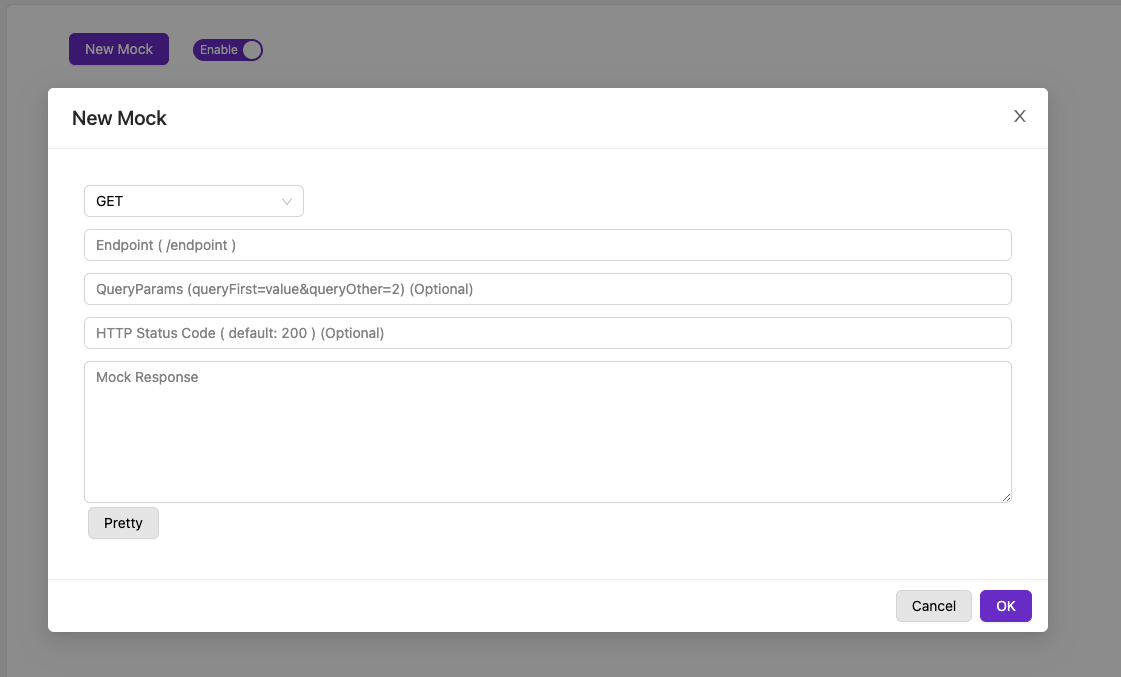 New Mock
Enable
New Mock
GET
Endpoint ( /endpoint )
QueryParams (queryFirst=value&queryOther=2) (Optional)
HTTP Status Code ( default: 200 ) (Optional)
Mock Response
Pretty
Cancel
OK